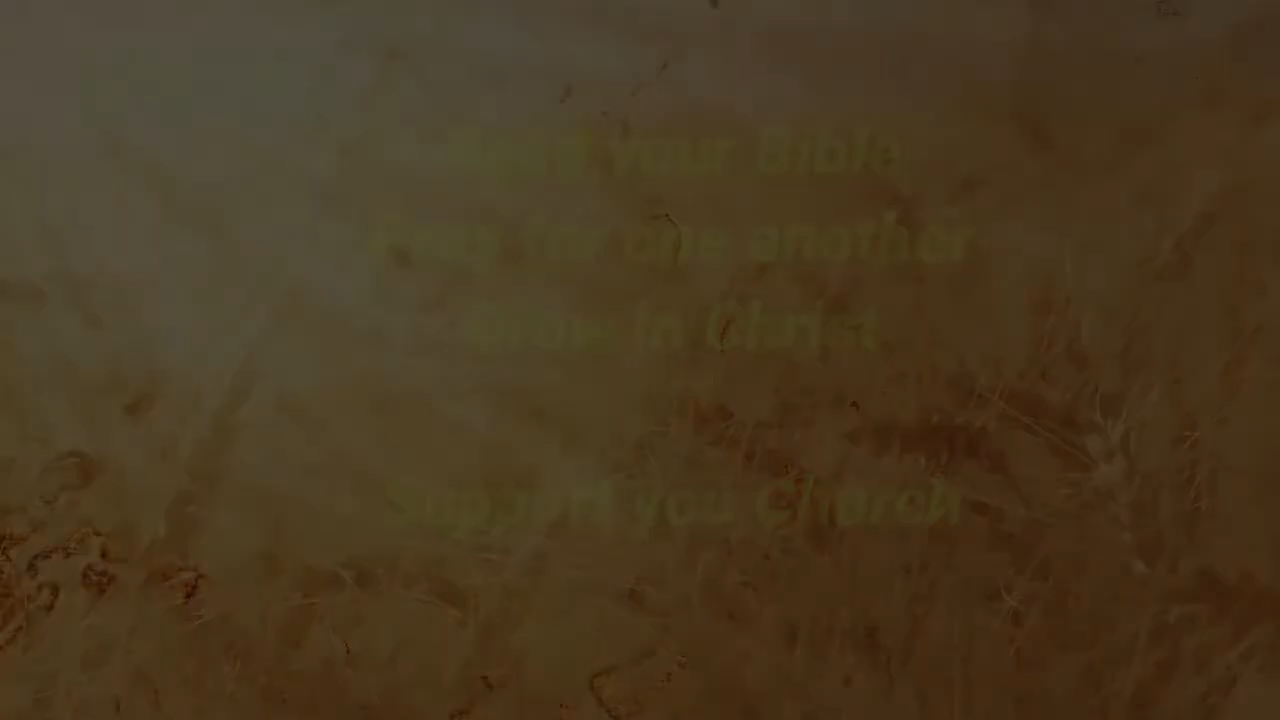 Read your Bible
Pray for one another
Grow in Christ
Support you Church